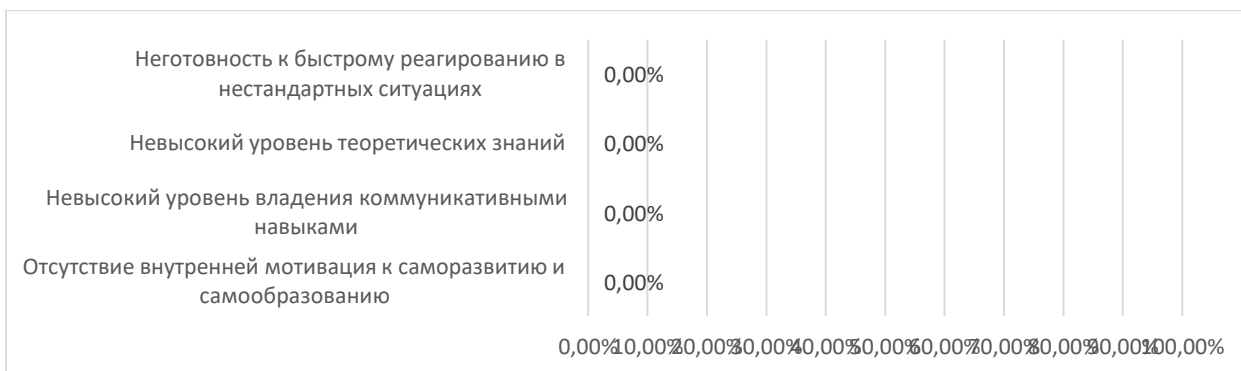 Неготовность к быстрому реагированию в
нестандартных ситуациях
0,00%
Невысокий уровень теоретических знаний
0,00%
Невысокий уровень владения коммуникативными
навыками
0,00%
Отсутствие внутренней мотивация к саморазвитию и
самообразованию
0,00%
0,00% 10,00% 20,00% 30,00% 40,00% 50,00% 60,00% 70,00% 80,00% 90,00% 100,00%